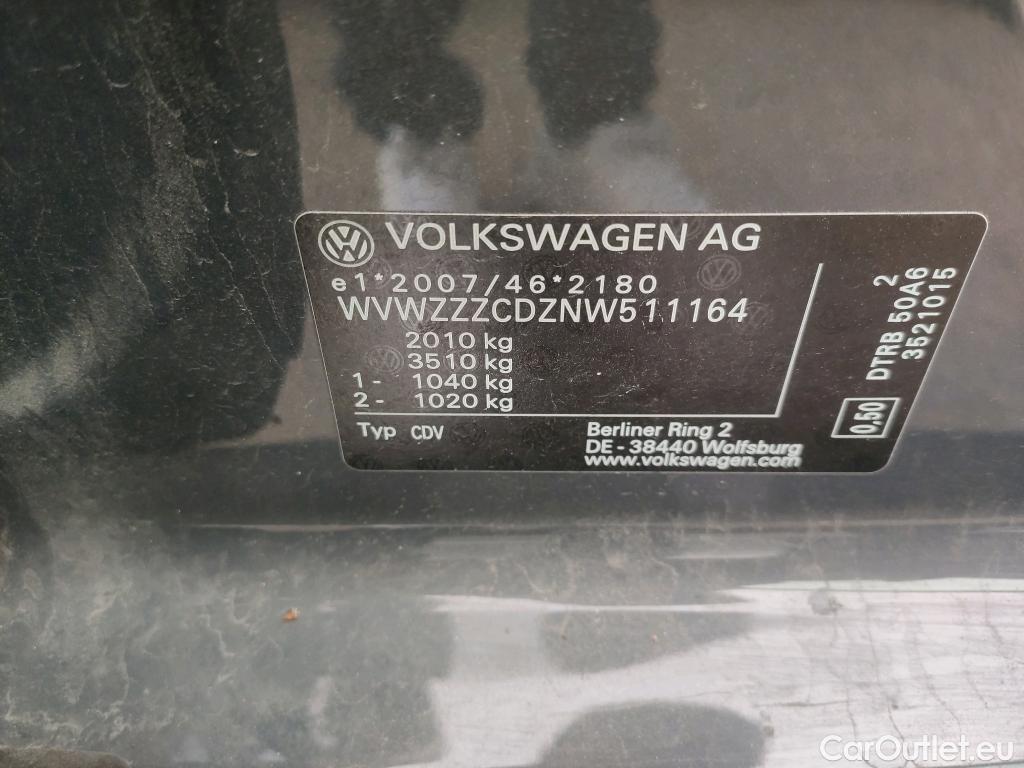 VOLKSWAGEN AG
e1*2007/46*2180
WVWZZZCDZNW511164
2010 kg
3510 kg
1- 1040 kg
2- 1020 kg
Typ CDV
Berliner Ring 2
DE-38440 Wolfsburg
www.volkswagen.com
2
DTRB 50A6
3521015
0,50
CarOutlet.eu